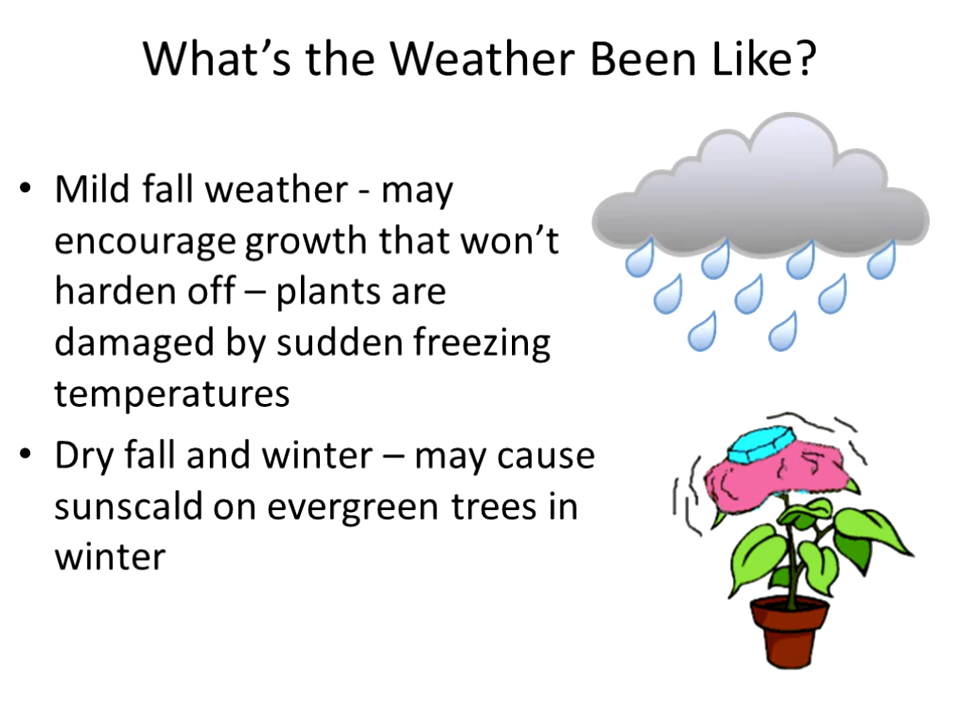 What’s the Weather Been Like?
• Mild fall weather - may
encourage growth that won’t
harden off – plants are
damaged by sudden freezing
temperatures
• Dry fall and winter – may cause
sunscald on evergreen trees in
winter